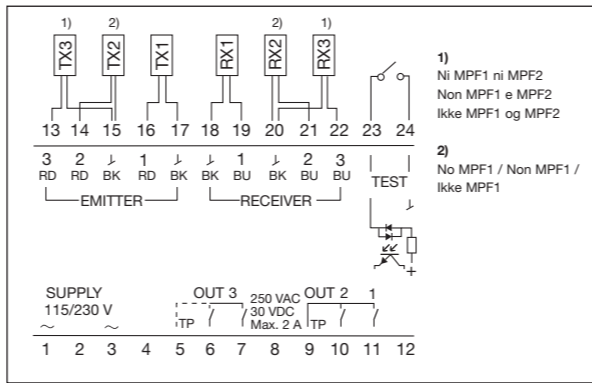 1) 2) 2) 1)
TX3 TX2 TX1 RX1 RX2 RX3
13 14 15 16 17 18 19 20 21 22 23 24
3 2 1 1 2 3
RD RD BK RD BK BK BU BK BU BU
EMITTER RECEIVER TEST
+
SUPPLY
115/230 V
OUT 3
250 VAC
30 VDC
Max. 2 A
OUT 2 1
TP TP
1 2 3 4 5 6 7 8 9 10 11 12
1)
Ni MPF1 ni MPF2
Non MPF1 e MPF2
Ikke MPF1 og MPF2
2)
No MPF1 / Non MPF1 /
Ikke MPF1